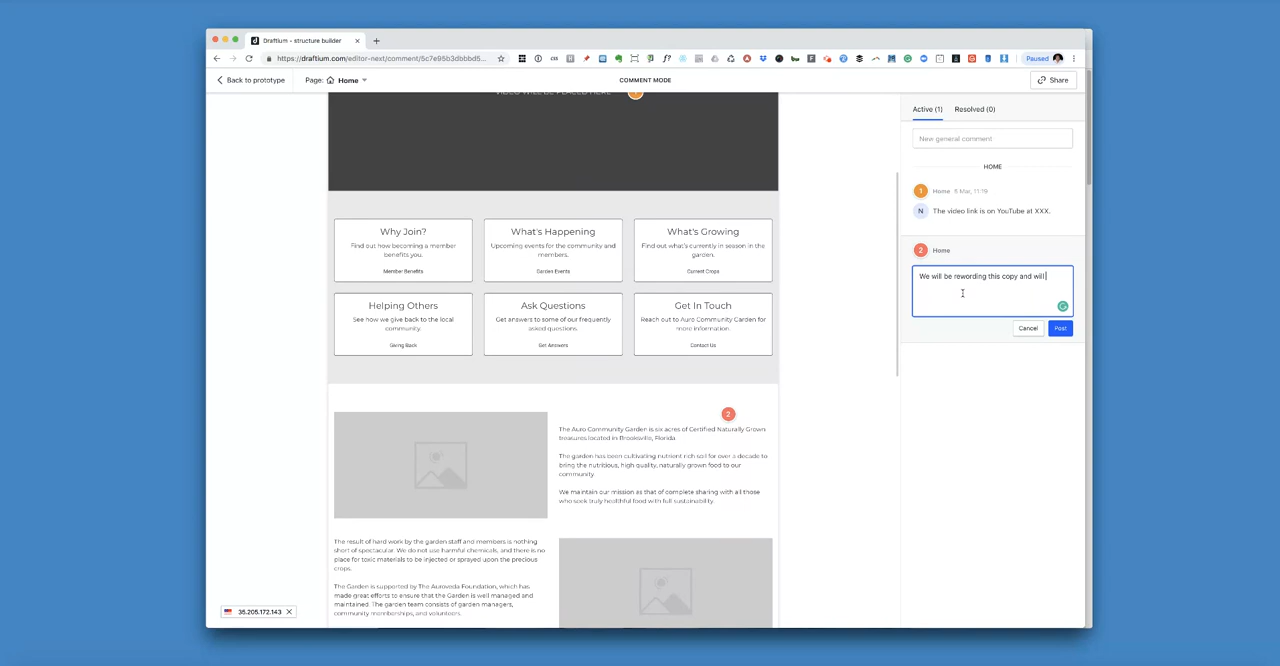 Draftium - structure builder
https://draftium.com/editor-next/comment/5c7e95b3dbbbd5...
Paused
Back to prototype
Page: Home
COMMENT MODE
Share
VIDEO WILL BE PLACED HERE
1
Active (1)
Resolved (0)
New general comment
HOME
1 Home 8 Mar, 11:19
N The video link is on YouTube at XXX.
2 Home
We will be rewording this copy and will
Cancel
Post
Why Join?
Find out how becoming a member
benefits you.
Member Benefits
What's Happening
Upcoming events for the community and
members.
Garden Events
What's Growing
Find out what's currently in season in the
garden.
Current Crops
Helping Others
See how we give back to the local
community.
Giving Back
Ask Questions
Get answers to some of our frequently
asked questions.
Get Answers
Get In Touch
Reach out to Auro Community Garden for
more information.
Contact Us
2
The Auro Community Garden is six acres of Certified Naturally Grown
treasures located in Brooksville, Florida
The garden has been cultivating nutrient rich soil for over a decade to
bring the nutritious, high quality, naturally grown food to our
community.
We maintain our mission as that of complete sharing with all those
who seek truly healthful food with full sustainability.
The result of hard work by the garden staff and members is nothing
short of spectacular. We do not use harmful chemicals, and there is no
place for toxic materials to be injected or sprayed upon the precious
crops.
The Garden is supported by The Auroveda Foundation, which has
made great efforts to ensure that the Garden is well managed and
maintained. The garden team consists of garden managers,
community memberships, and volunteers.
35.205.172.143